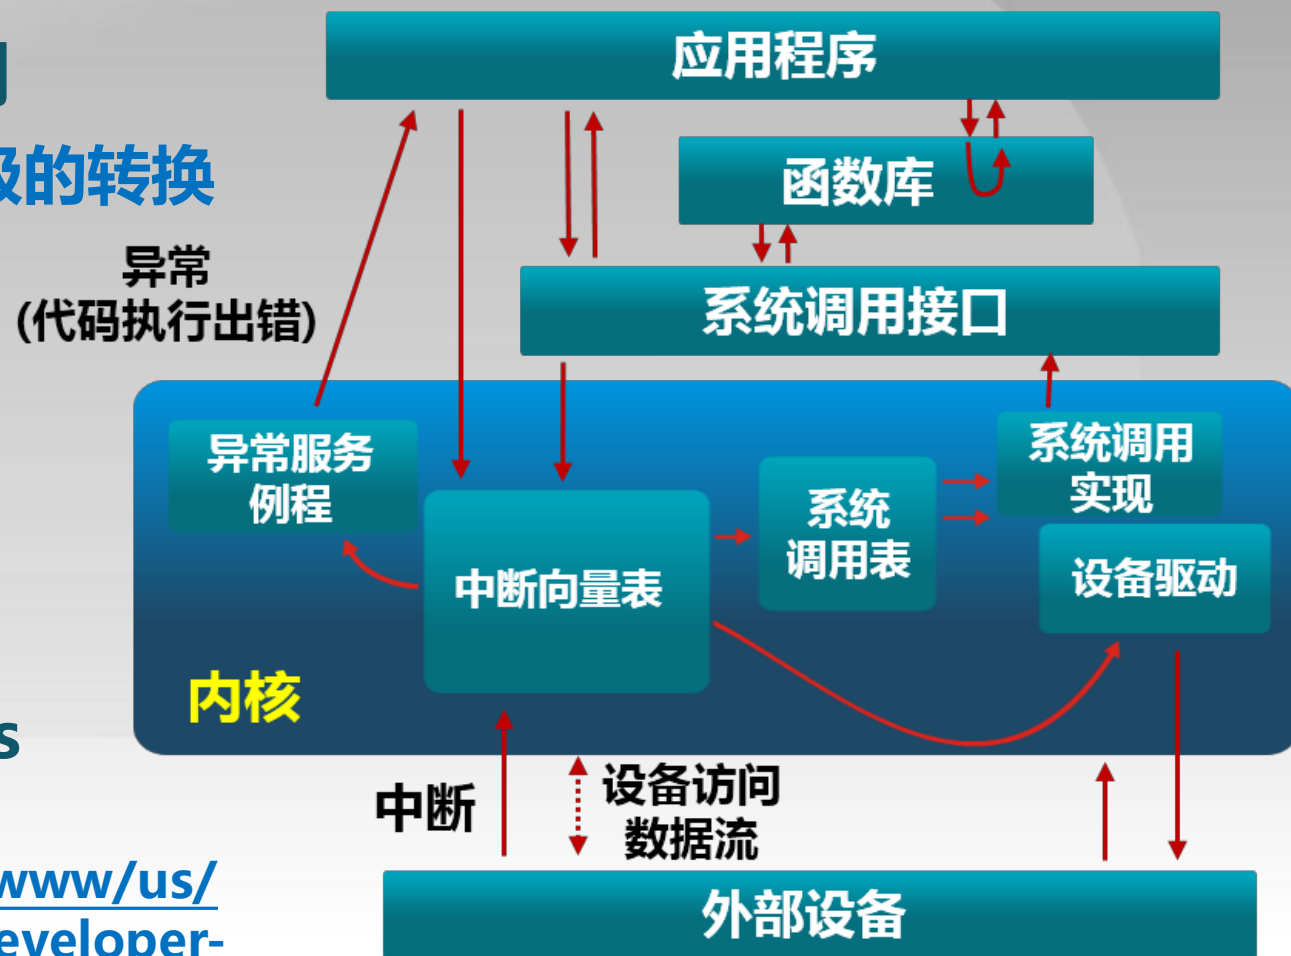 应用程序
级的转换
函数库
异常
(代码执行出错)
系统调用接口
异常服务
例程
系统调用
实现
系统
调用表
中断向量表
设备驱动
内核
s
中断
设备访问
数据流
www/us/
eveloper-
外部设备